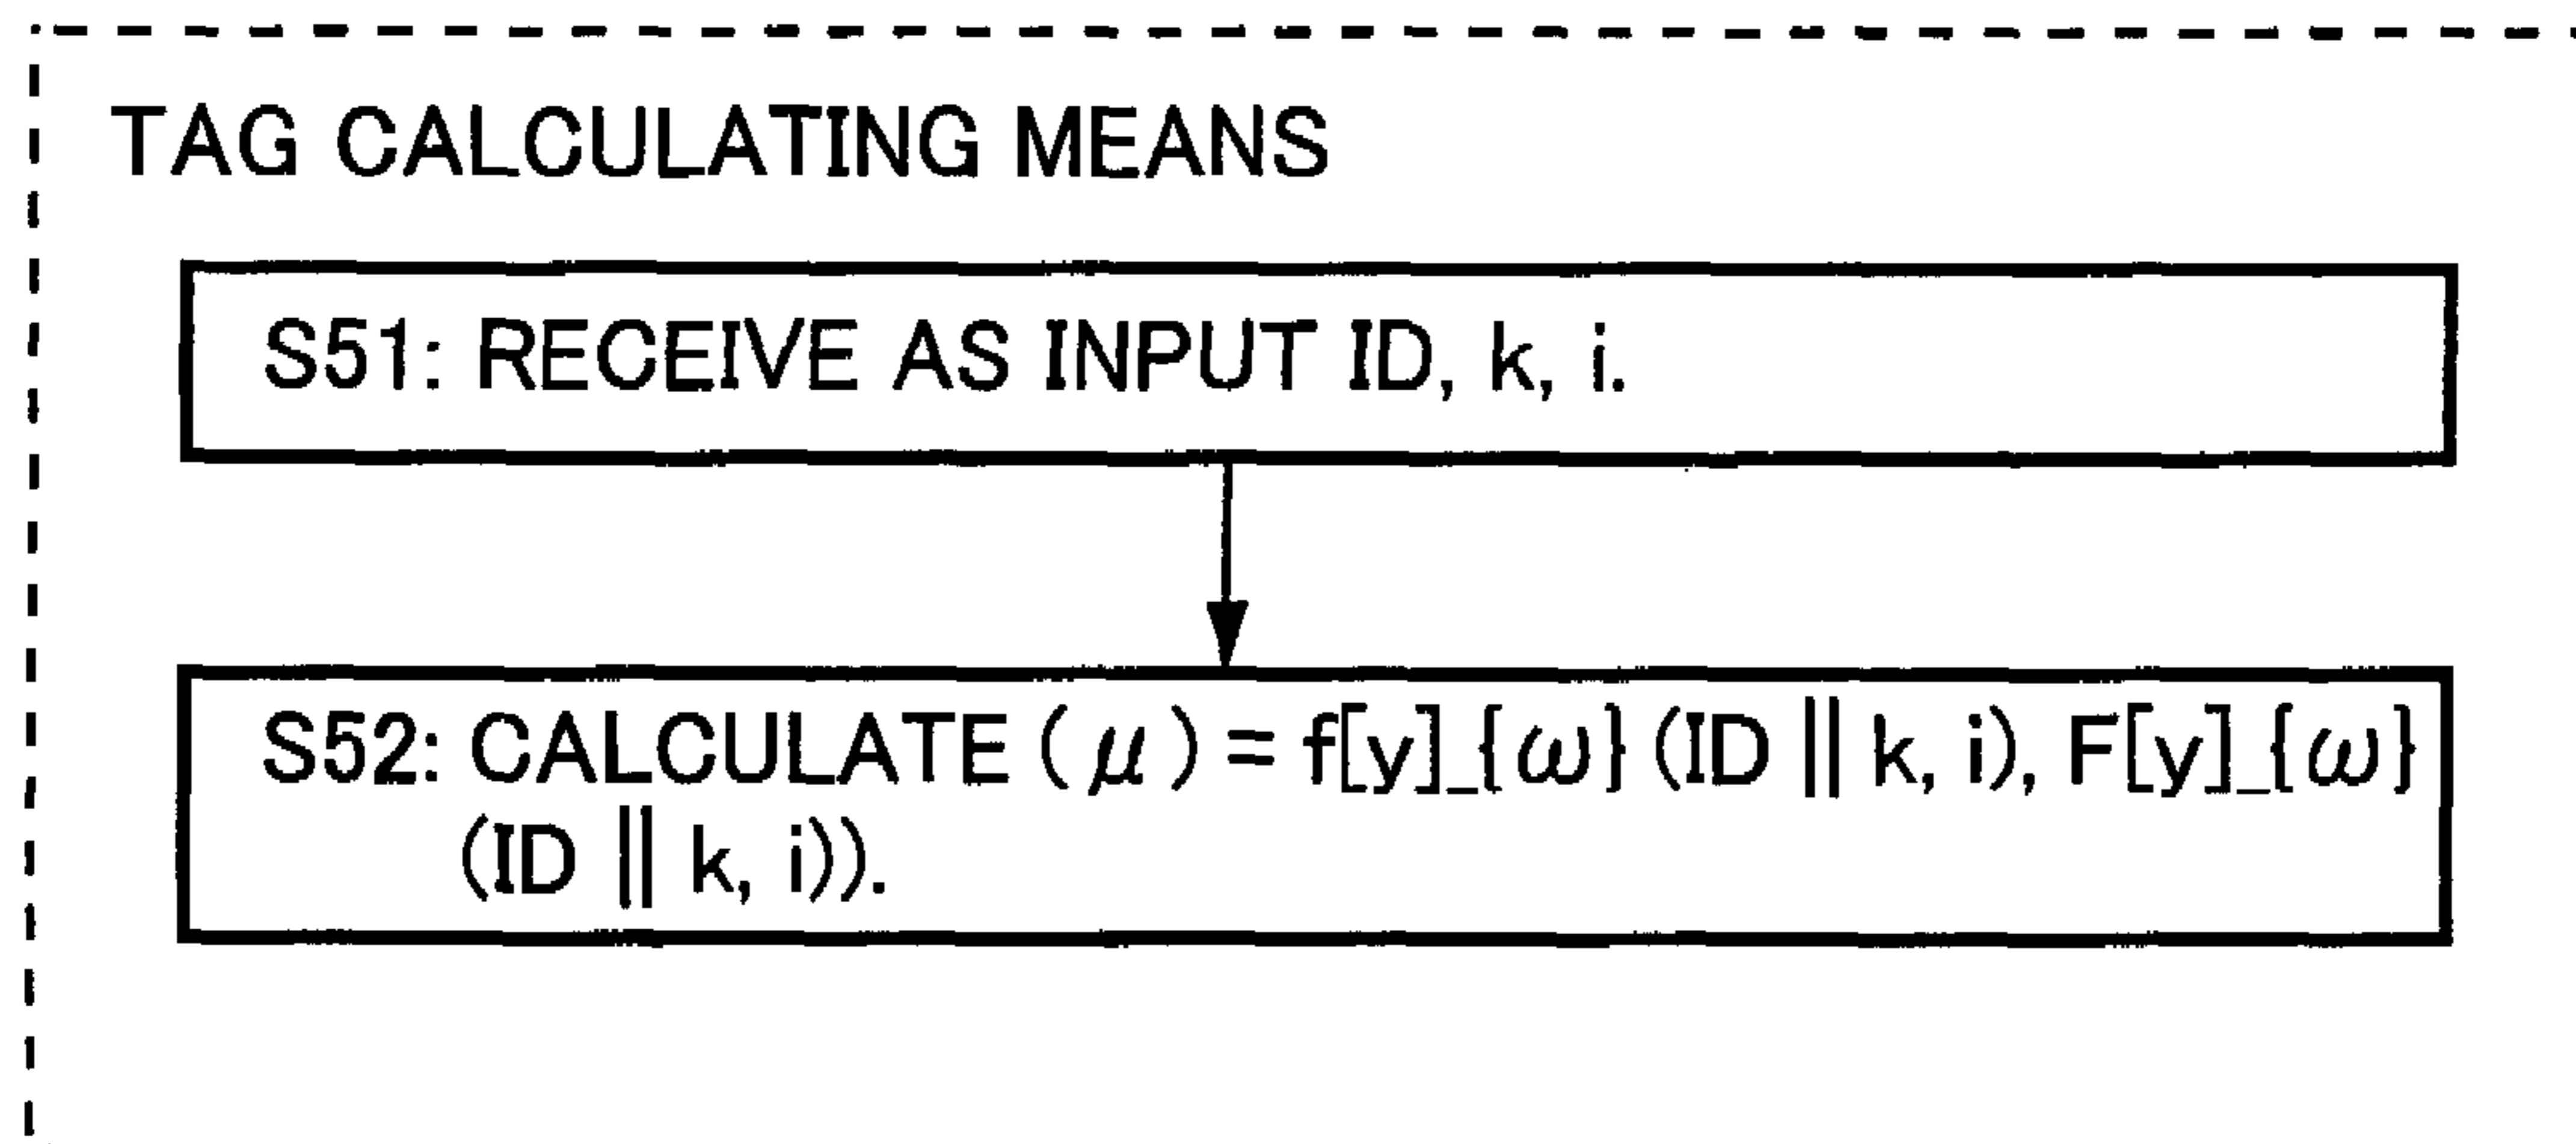 TAG CALCULATING MEANS
S51: RECEIVE AS INPUT ID, k, i.
S52: CALCULATE (μ) = f[y]_{ω}(ID || k, i), F[y]_{ω}
(ID || k, i)).